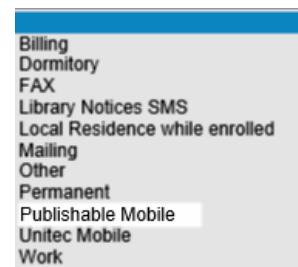 Billing
Dormitory
FAX
Library Notices SMS
Local Residence while enrolled
Mailing
Other
Permanent
Publishable Mobile
Unitec Mobile
Work